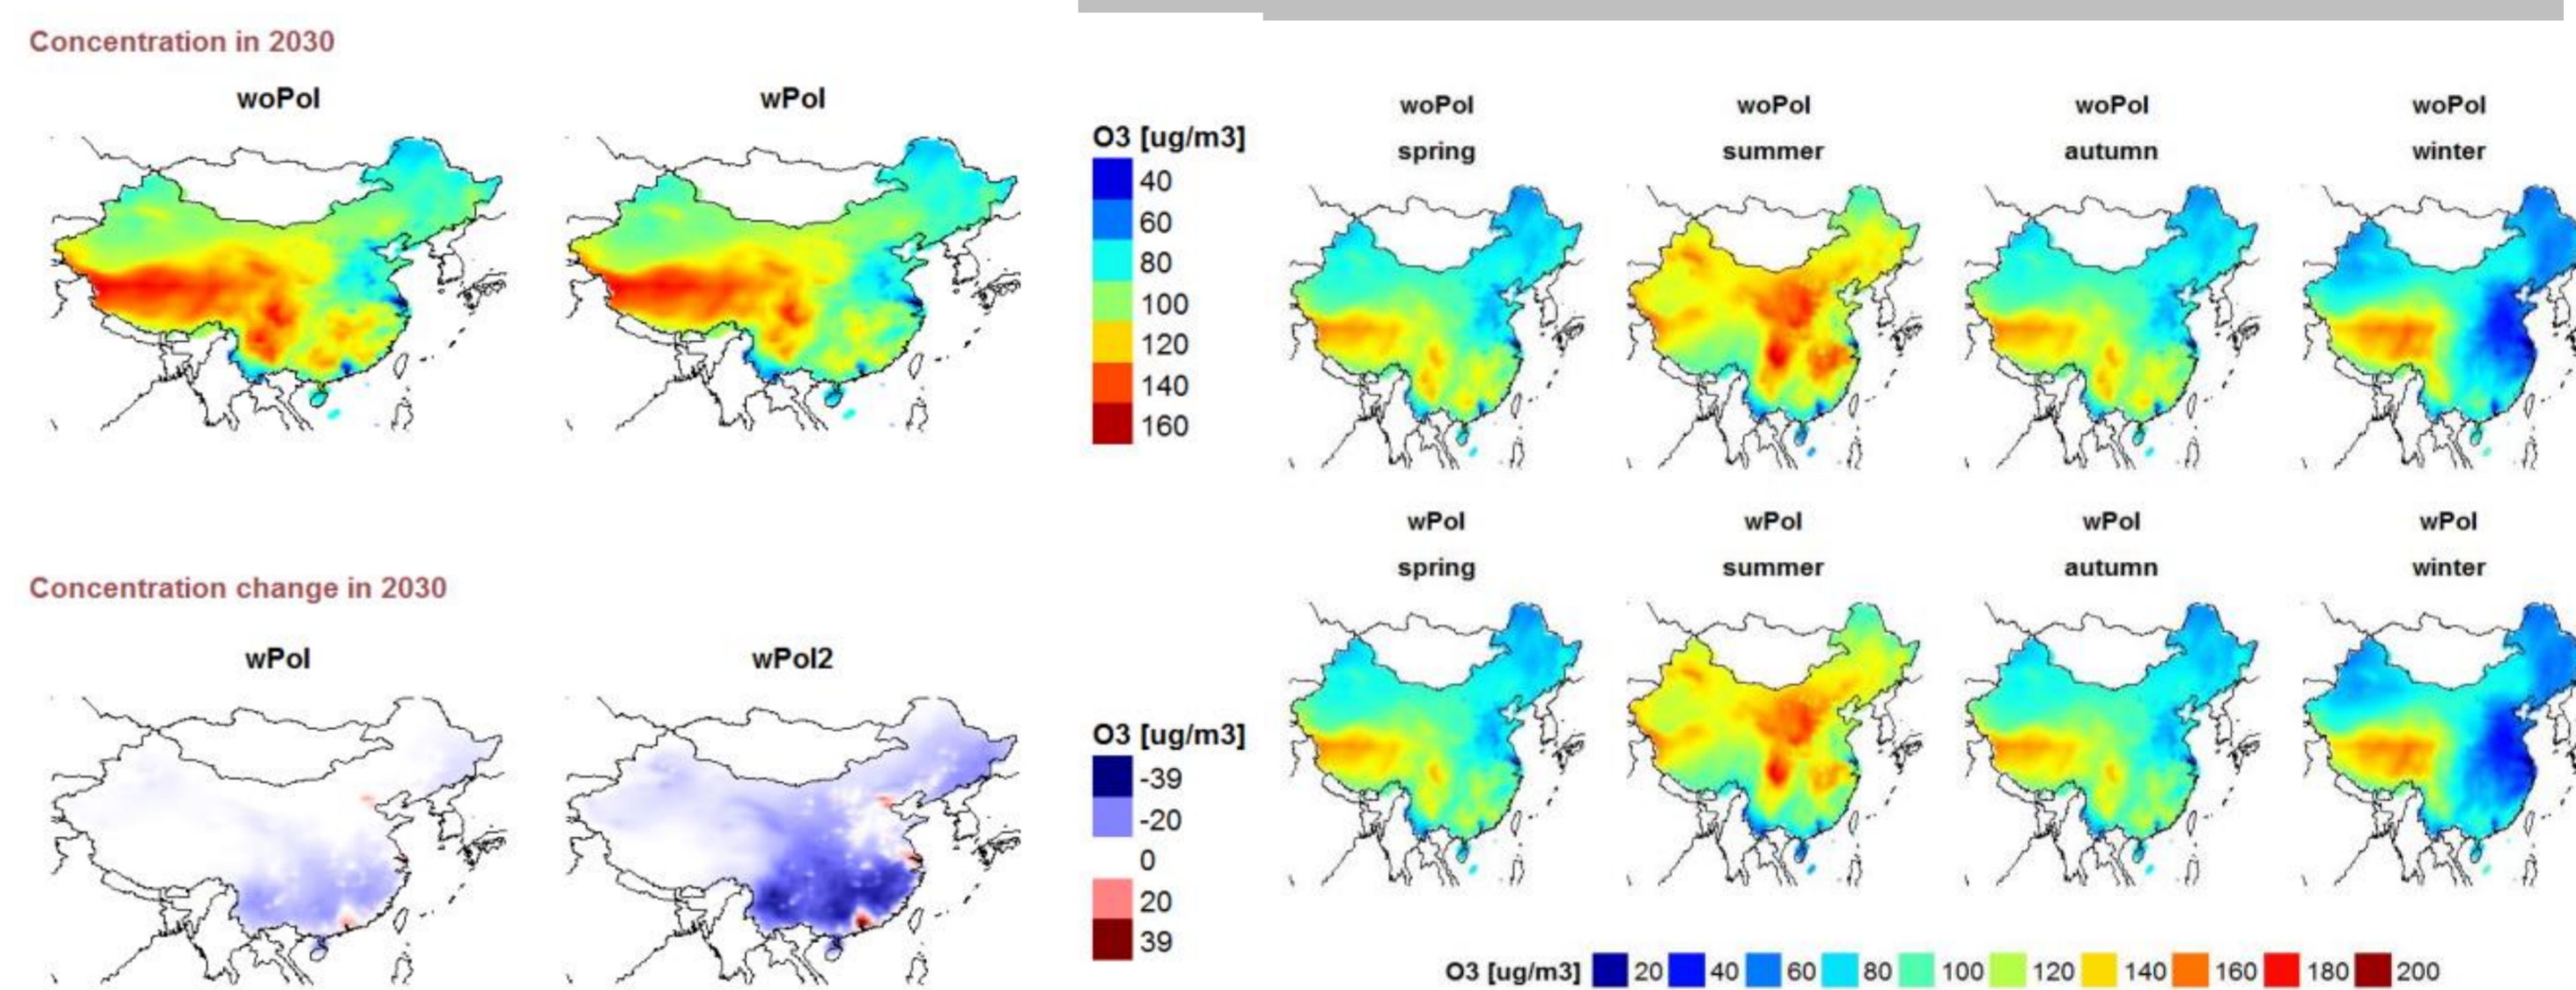 Concentration in 2030
woPol
wPol
O3 [ug/m3]
40
60
80
100
120
140
160
Concentration change in 2030
wPol
wPol2
O3 [ug/m3]
-39
-20
0
20
39
woPol
spring
woPol
summer
woPol
autumn
woPol
winter
wPol
spring
wPol
summer
wPol
autumn
wPol
winter
O3 [ug/m3] 20 40 60 80 100 120 140 160 180 200